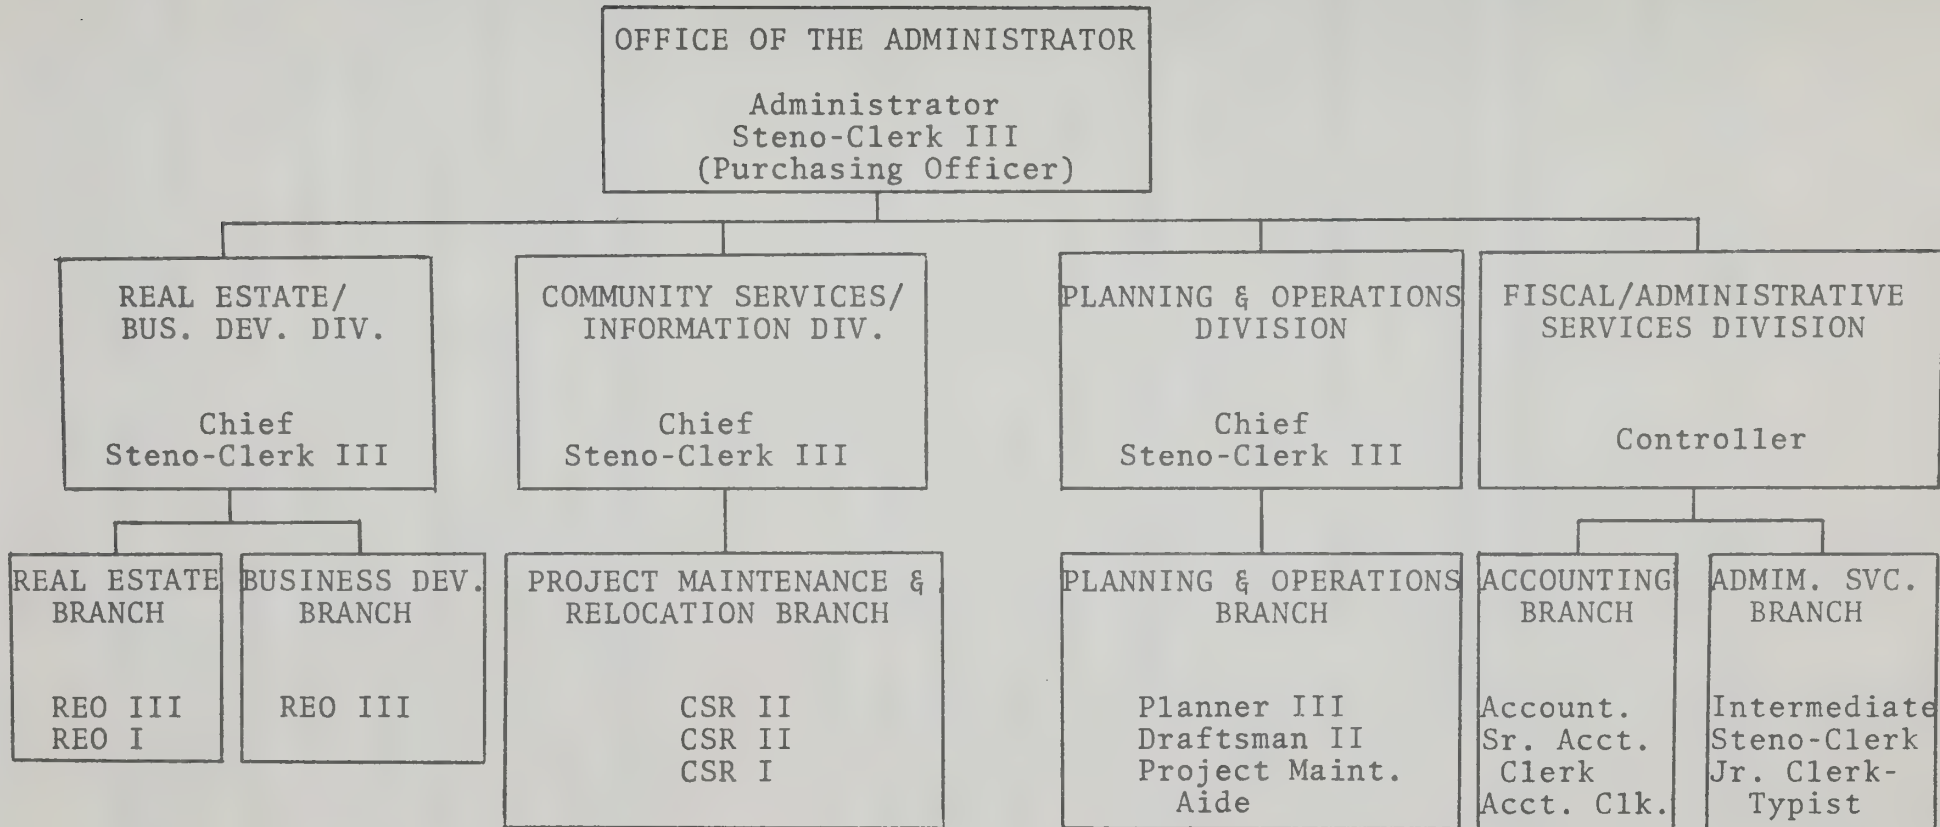 OFFICE OF THE ADMINISTRATOR
Administrator
Steno-Clerk III
(Purchasing Officer)
REAL ESTATE/
BUS. DEV. DIV.
Chief
Steno-Clerk III
COMMUNITY SERVICES/
INFORMATION DIV.
Chief
Steno-Clerk III
PLANNING & OPERATIONS
DIVISION
Chief
Steno-Clerk III
FISCAL/ADMINISTRATIVE
SERVICES DIVISION
Controller
REAL ESTATE
BRANCH
REO III
REO I
BUSINESS DEV.
BRANCH
REO III
PROJECT MAINTENANCE &
RELOCATION BRANCH
CSR II
CSR II
CSR I
PLANNING & OPERATIONS
BRANCH
Planner III
Draftsman II
Project Maint.
Aide
ACCOUNTING
BRANCH
Account.
Sr. Acct.
Clerk
Acct. Clk.
ADMIM. SVC.
BRANCH
Intermediate
Steno-Clerk
Jr. Clerk-
Typist